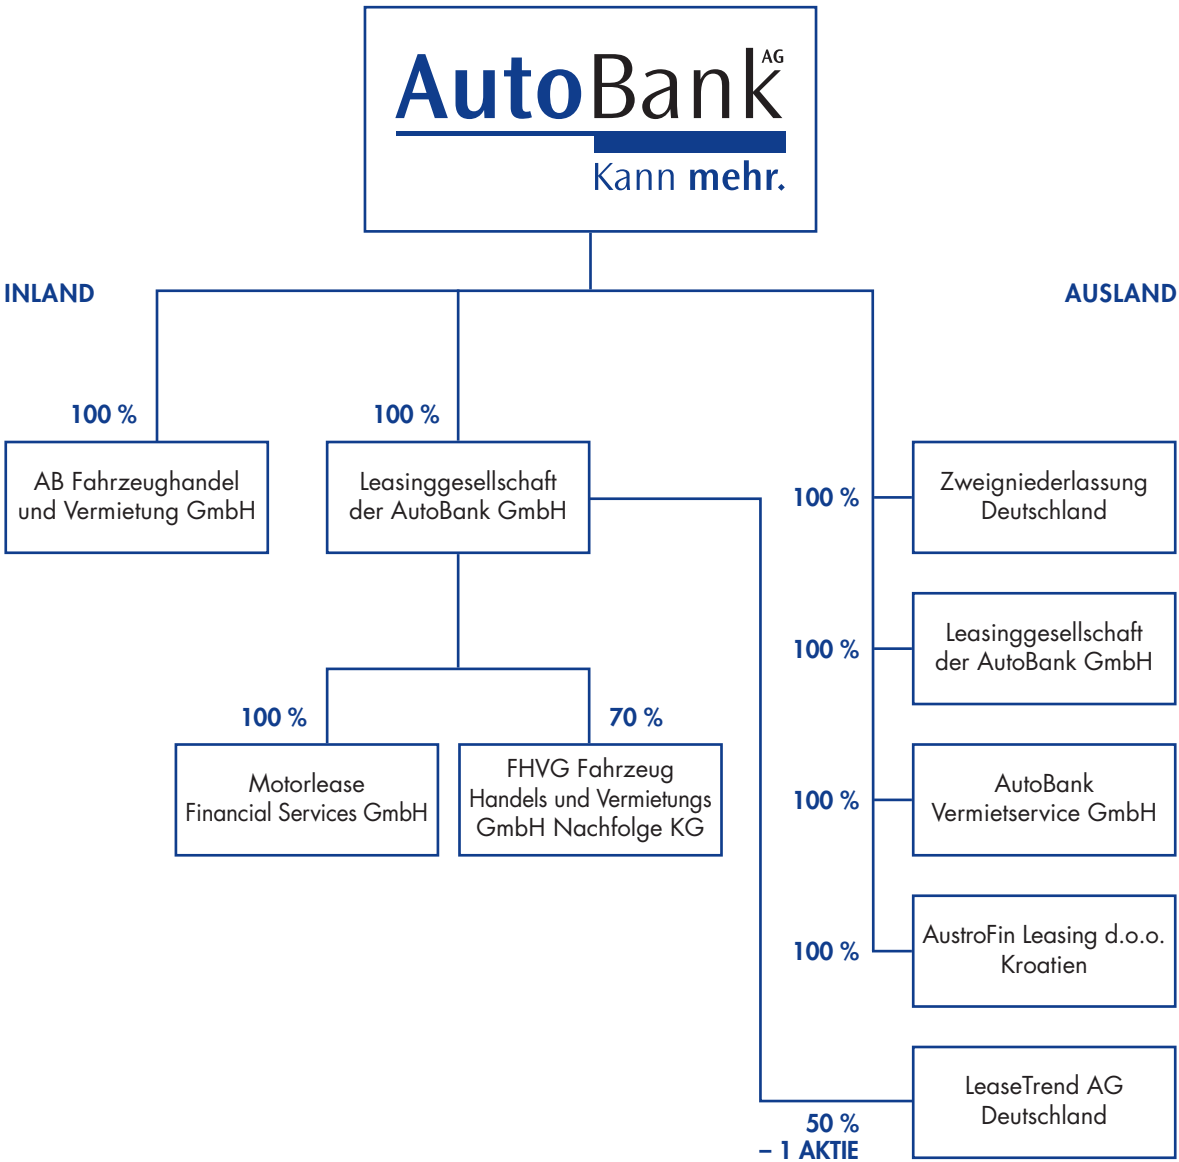 AutoBank AG
Kann mehr.
INLAND
AUSLAND
100 %
AB Fahrzeughandel
und Vermietung GmbH
100 %
Leasinggesellschaft
der AutoBank GmbH
100 %
Motorlease
Financial Services GmbH
70 %
FHVG Fahrzeug
Handels und Vermietungs
GmbH Nachfolge KG
100 %
Zweigniederlassung
Deutschland
100 %
Leasinggesellschaft
der AutoBank GmbH
100 %
AutoBank
Vermietservice GmbH
100 %
AustroFin Leasing d.o.o.
Kroatien
50 %
– 1 AKTIE
LeaseTrend AG
Deutschland